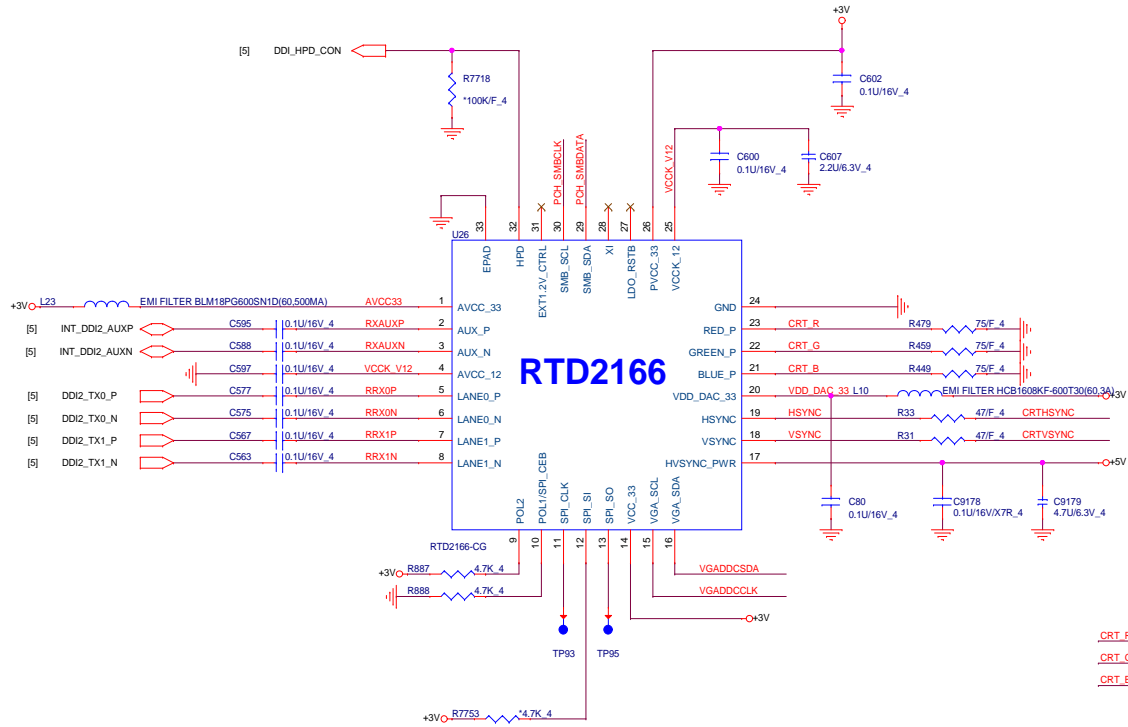 +3V
[5] DDI_HPD_CON
R7718
*100K/F_4
C602
0.1U/16V_4
PCH_SMBCLK
PCH_SMBDATA
VCCK_V12
C600
0.1U/16V_4
C607
2.2U/6.3V_4
U26
33 32 31 30 29 28 27 26 25
EPAD HPD EXT1.2V_CTRL SMB_SCL SMB_SDA XI LDO_RSTB PVCC_33 VCCK_12
+3V L23 EMI FILTER BLM18PG600SN1D(60,500MA) AVCC33 1 AVCC_33
GND 24
[5] INT_DDI2_AUXP C595 0.1U/16V_4 RXAUXP 2 AUX_P
RED_P 23 CRT_R R479 75/F_4
[5] INT_DDI2_AUXN C588 0.1U/16V_4 RXAUXN 3 AUX_N
GREEN_P 22 CRT_G R459 75/F_4
C597 0.1U/16V_4 VCCK_V12 4 AVCC_12
RTD2166
BLUE_P 21 CRT_B R449 75/F_4
[5] DDI2_TX0_P C577 0.1U/16V_4 RRX0P 5 LANE0_P
VDD_DAC_33 20 VDD_DAC_33 L10 EMI FILTER HCB1608KF-600T30(60,3A) +3V
[5] DDI2_TX0_N C575 0.1U/16V_4 RRX0N 6 LANE0_N
HSYNC 19 HSYNC R33 47/F_4 CRTHSYNC
[5] DDI2_TX1_P C567 0.1U/16V_4 RRX1P 7 LANE1_P
VSYNC 18 VSYNC R31 47/F_4 CRTVSYNC
[5] DDI2_TX1_N C563 0.1U/16V_4 RRX1N 8 LANE1_N
HVSYNC_PWR 17 +5V
POL2 POL1/SPI_CEB SPI_CLK SPI_SI SPI_SO VCC_33 VGA_SCL VGA_SDA
9 10 11 12 13 14 15 16
C80
0.1U/16V_4
C9178
0.1U/16V/X7R_4
C9179
4.7U/6.3V_4
RTD2166-CG
+3V R887 4.7K_4
VGADDCSDA
R888 4.7K_4
VGADDCCLK
+3V
TP93 TP95
CRT_
CRT_
CRT_
+3V R7753 *4.7K_4